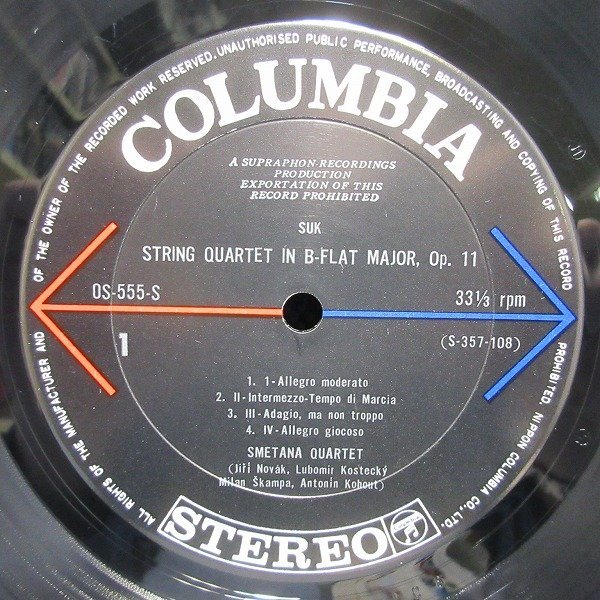 ALL RIGHTS OF THE MANUFACTURER AND OF THE OWNER OF THE RECORDED WORK RESERVED. UNAUTHORISED PUBLIC PERFORMANCE, BROADCASTING AND COPYING OF THIS RECORD PROHIBITED. NIPPON COLUMBIA CO., LTD.
COLUMBIA
A SUPRAPHON-RECORDINGS
PRODUCTION
EXPORTATION OF THIS
RECORD PROHIBITED
SUK
STRING QUARTET IN B-FLAT MAJOR, Op. 11
OS-555-S
33⅓ rpm
1
(S-357-108)
1. 1-Allegro moderato
2. II-Intermezzo-Tempo di Marcia
3. III-Adagio, ma non troppo
4. IV-Allegro giocoso
SMETANA QUARTET
(Jiří Novák, Lubomír Kostecký
Milan Škampa, Antonín Kohout)
STEREO